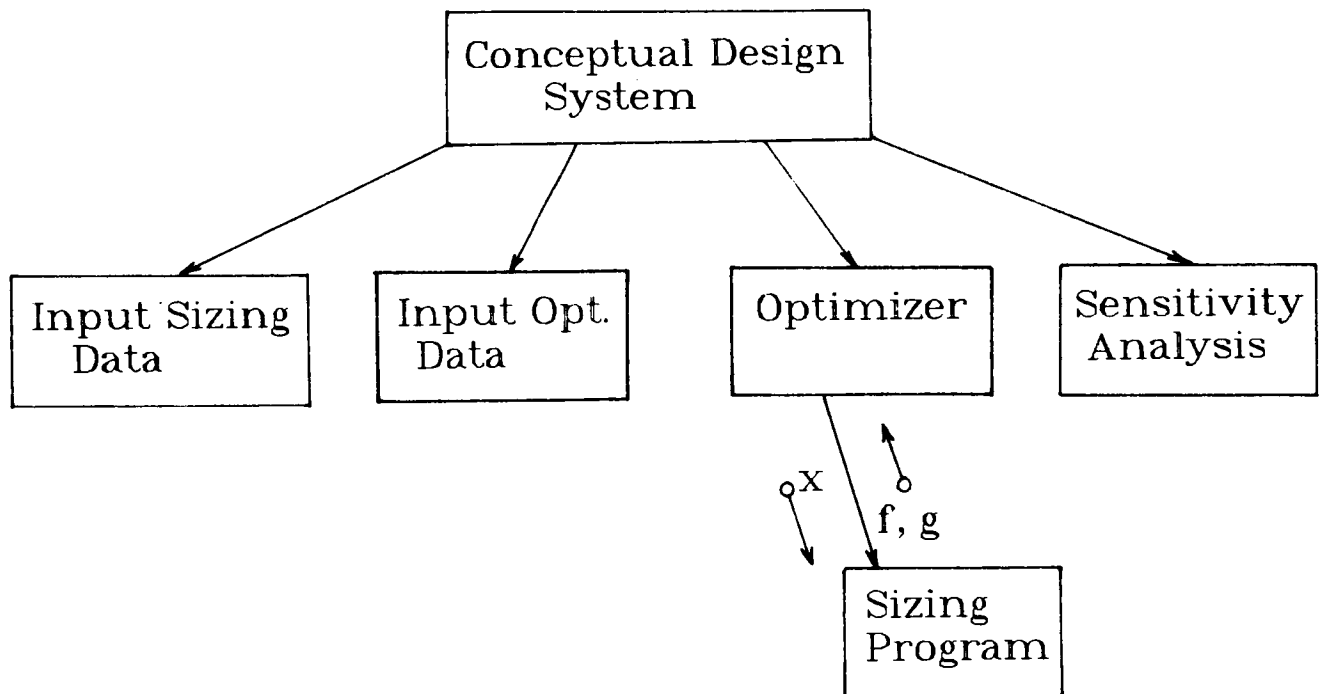 Conceptual Design
System
Input Sizing
Data
Input Opt.
Data
Optimizer
Sensitivity
Analysis
x
f, g
Sizing
Program